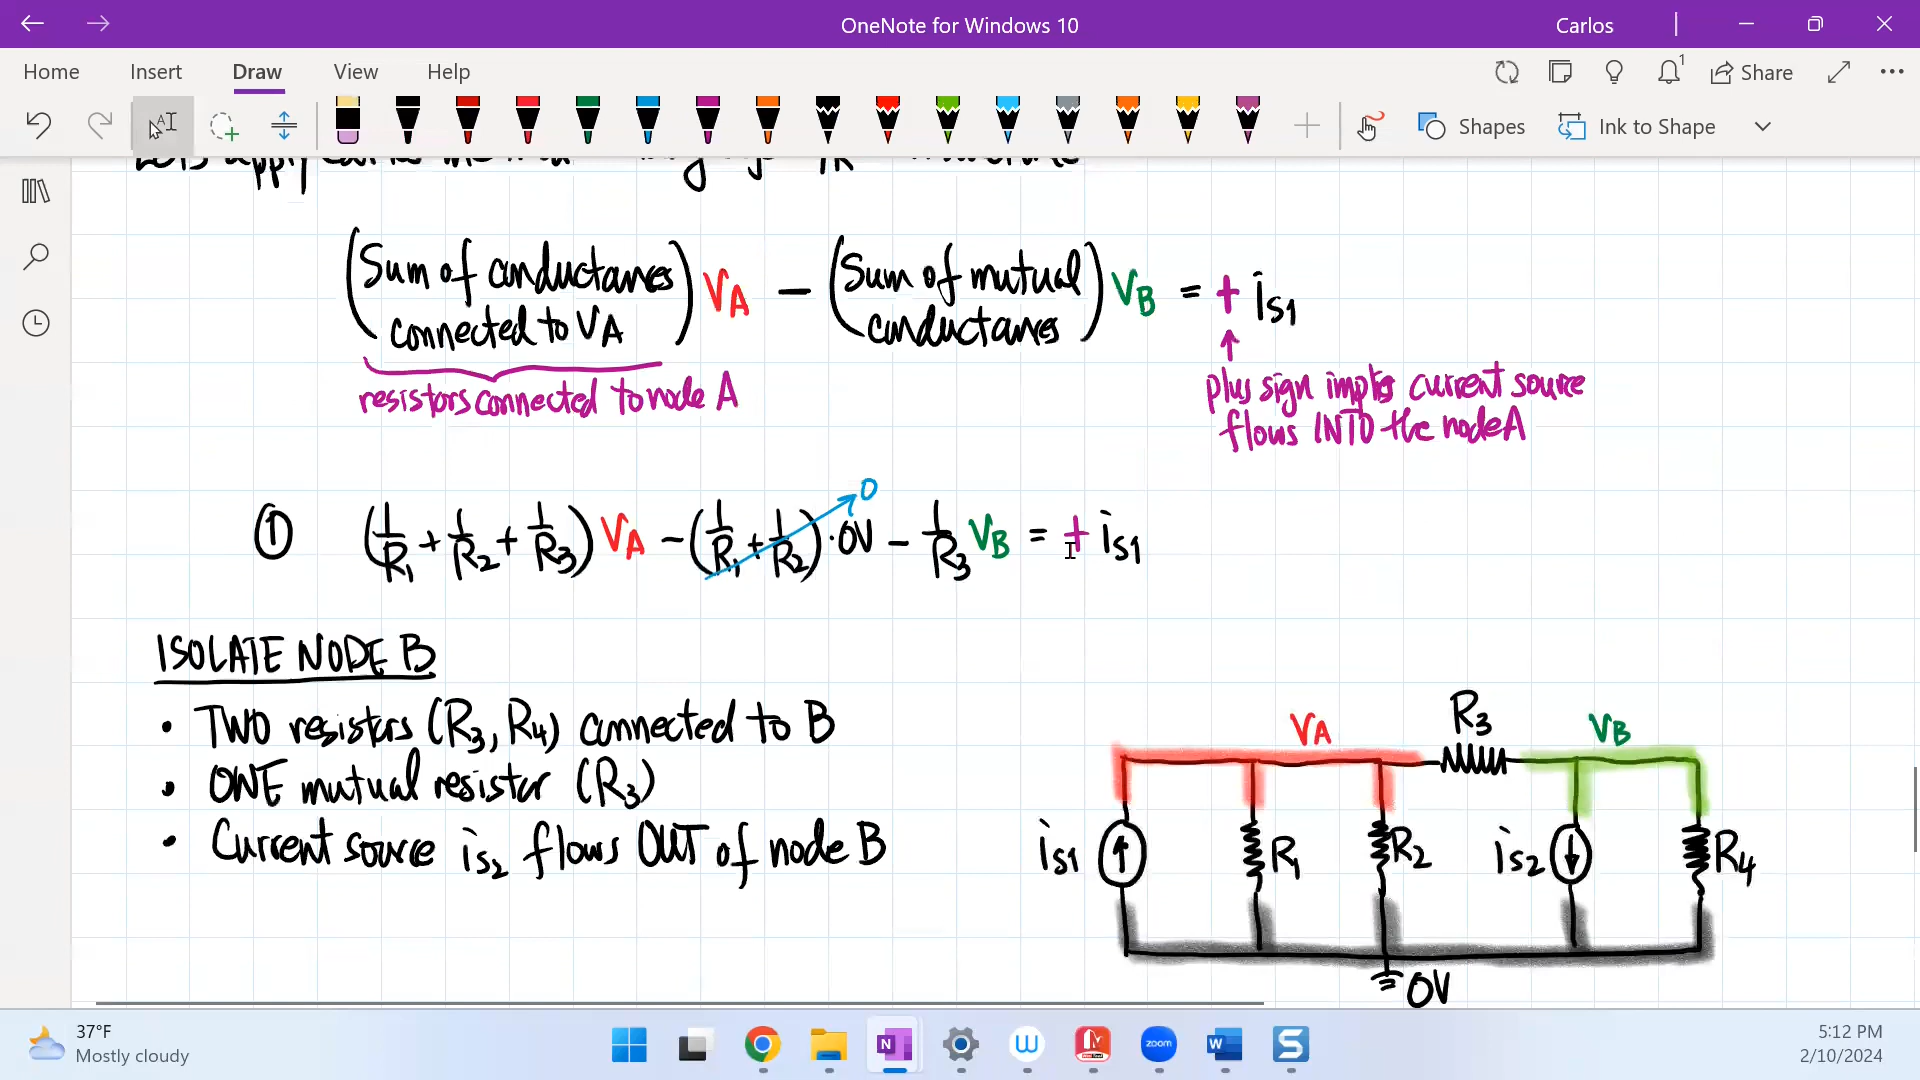 OneNote for Windows 10
Carlos
Home Insert Draw View Help
1
Share
Shapes
Ink to Shape
Lets apply
(Sum of conductances connected to VA) VA − (Sum of mutual conductances) VB = + is1
resistors connected to node A
plus sign implies current source
flows INTO the node A
① (1/R1 + 1/R2 + 1/R3) VA − (1/R1 + 1/R2) · 0V − 1/R3 VB = + is1
0
ISOLATE NODE B
• TWO resistors (R3, R4) connected to B
• ONE mutual resistor (R3)
• Current source is2 flows OUT of node B
VA R3 VB
is1 R1 R2 is2 R4
0V
37°F
Mostly cloudy
zoom
5:12 PM
2/10/2024